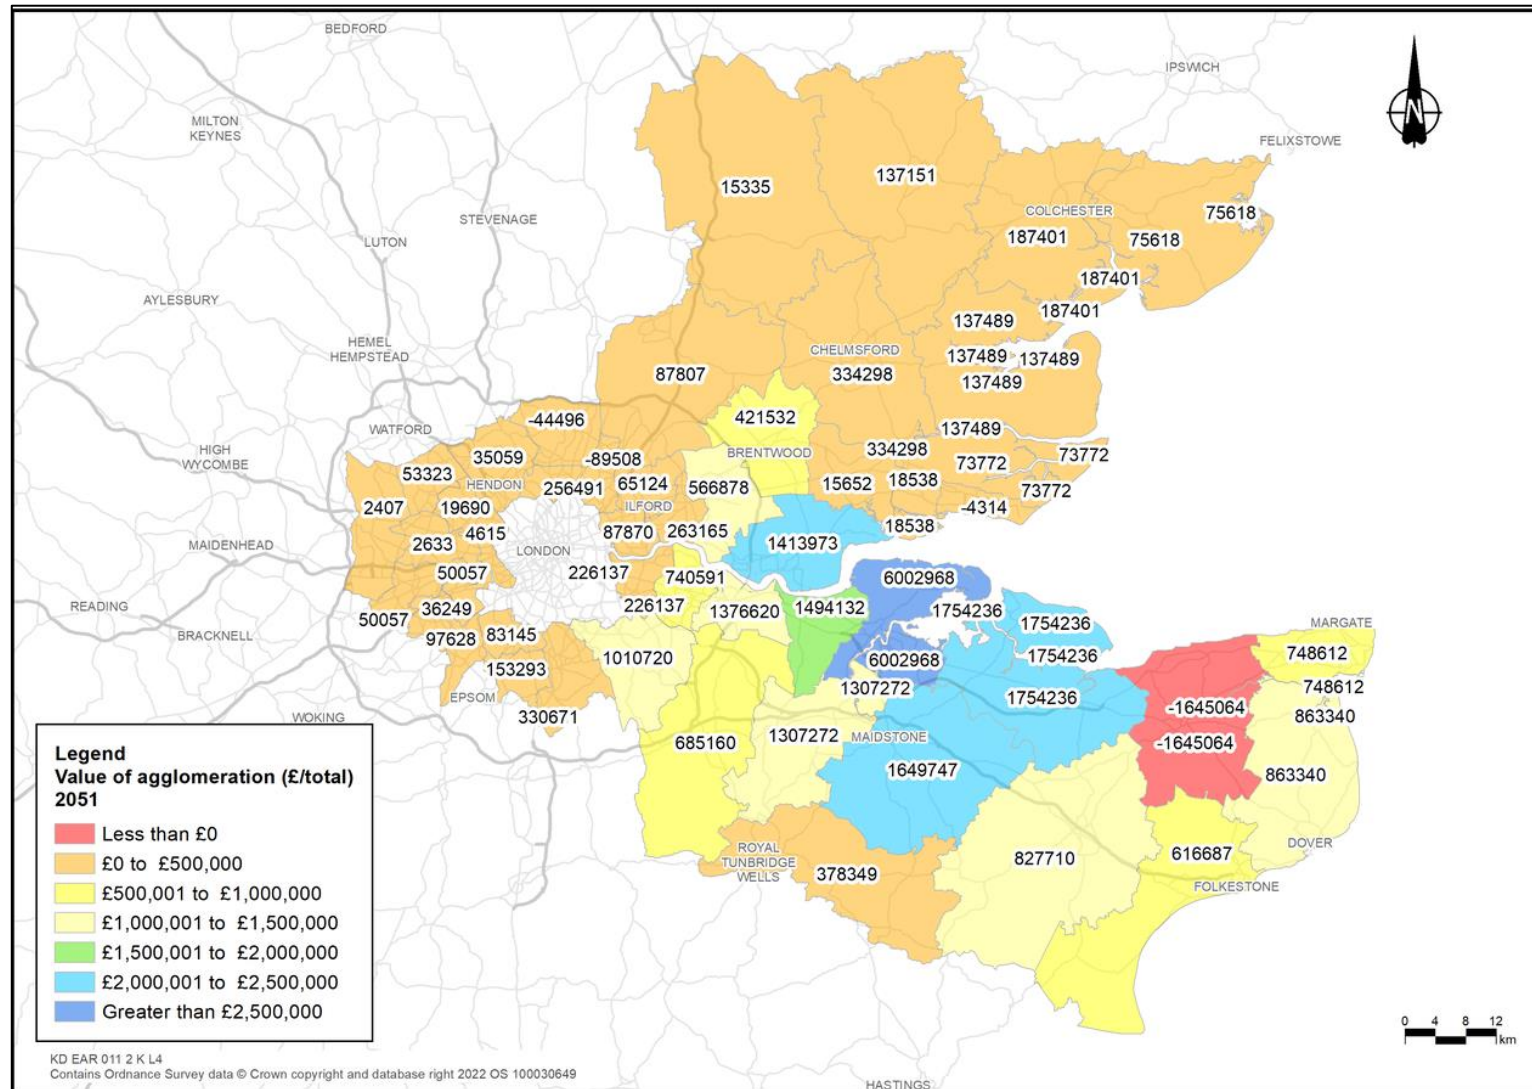 BEDFORD
IPSWICH
MILTON
KEYNES
FELIXSTOWE
N
15335
137151
STEVENAGE
COLCHESTER
75618
LUTON
187401
75618
187401
AYLESBURY
187401
137489
HEMEL
HEMPSTEAD
CHELMSFORD
137489
137489
87807
334298
137489
-44496
421532
WATFORD
137489
HIGH
WYCOMBE
35059
BRENTWOOD
334298
73772
53323
-89508
73772
HENDON
256491
65124
566878
15652
18538
73772
2407
19690
ILFORD
-4314
4615
87870
263165
18538
MAIDENHEAD
2633
LONDON
1413973
50057
226137
740591
6002968
READING
36249
226137
1376620
1494132
1754236
50057
1754236
MARGATE
BRACKNELL
97628
83145
1010720
6002968
1754236
748612
153293
1307272
748612
EPSOM
1754236
-1645064
WOKING
330671
863340
685160
1307272
MAIDSTONE
-1645064
1649747
863340
ROYAL
TUNBRIDGE
WELLS
378349
827710
616687
DOVER
FOLKESTONE
Legend
Value of agglomeration (£/total)
2051
Less than £0
£0 to £500,000
£500,001 to £1,000,000
£1,000,001 to £1,500,000
£1,500,001 to £2,000,000
£2,000,001 to £2,500,000
Greater than £2,500,000
0 4 8 12
km
KD EAR 011 2 K L4
Contains Ordnance Survey data © Crown copyright and database right 2022 OS 100030649
HASTINGS